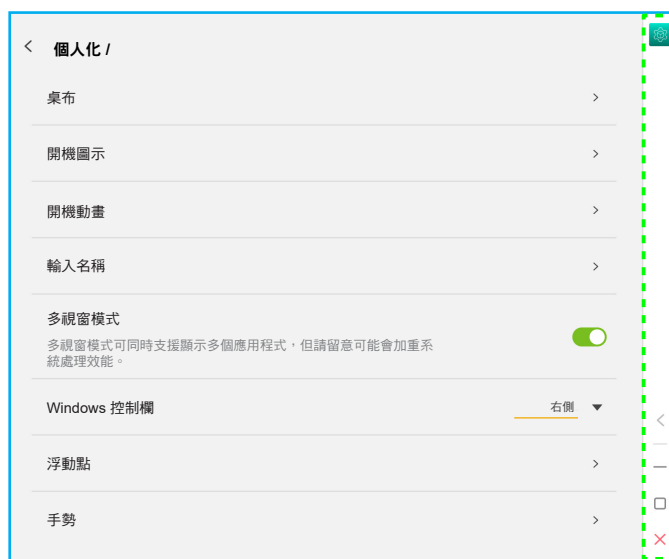 個人化 /
桌布
開機圖示
開機動畫
輸入名稱
多視窗模式
多視窗模式可同時支援顯示多個應用程式，但請留意可能會加重系
統處理效能。
Windows 控制欄
右側
浮動點
手勢